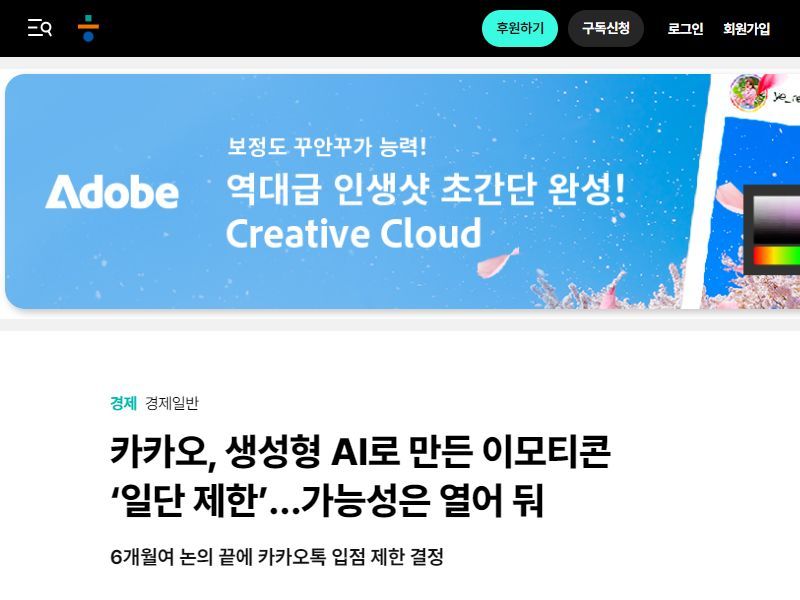 후원하기
구독신청
로그인
회원가입
보정도 꾸안꾸가 능력!
Adobe
역대급 인생샷 초간단 완성!
Creative Cloud
경제 경제일반
카카오, 생성형 AI로 만든 이모티콘
‘일단 제한’…가능성은 열어 둬
6개월여 논의 끝에 카카오톡 입점 제한 결정